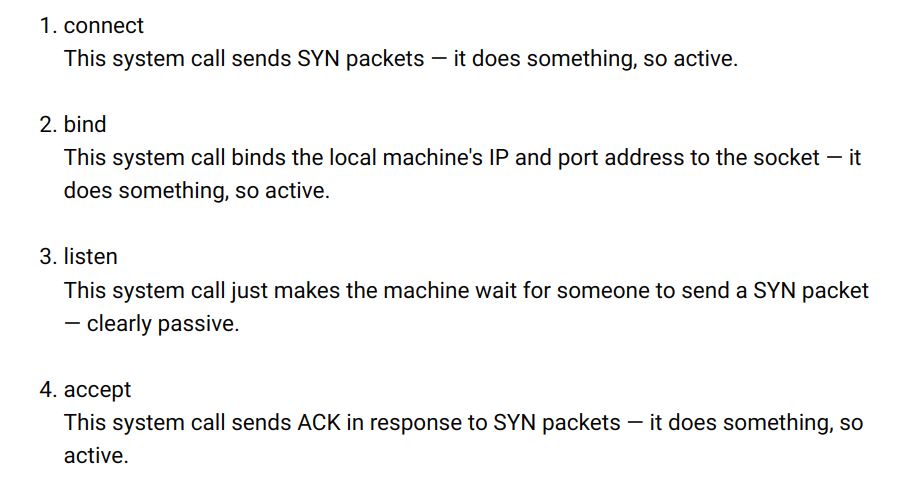 1. connect
This system call sends SYN packets — it does something, so active.
2. bind
This system call binds the local machine's IP and port address to the socket — it
does something, so active.
3. listen
This system call just makes the machine wait for someone to send a SYN packet
— clearly passive.
4. accept
This system call sends ACK in response to SYN packets — it does something, so
active.